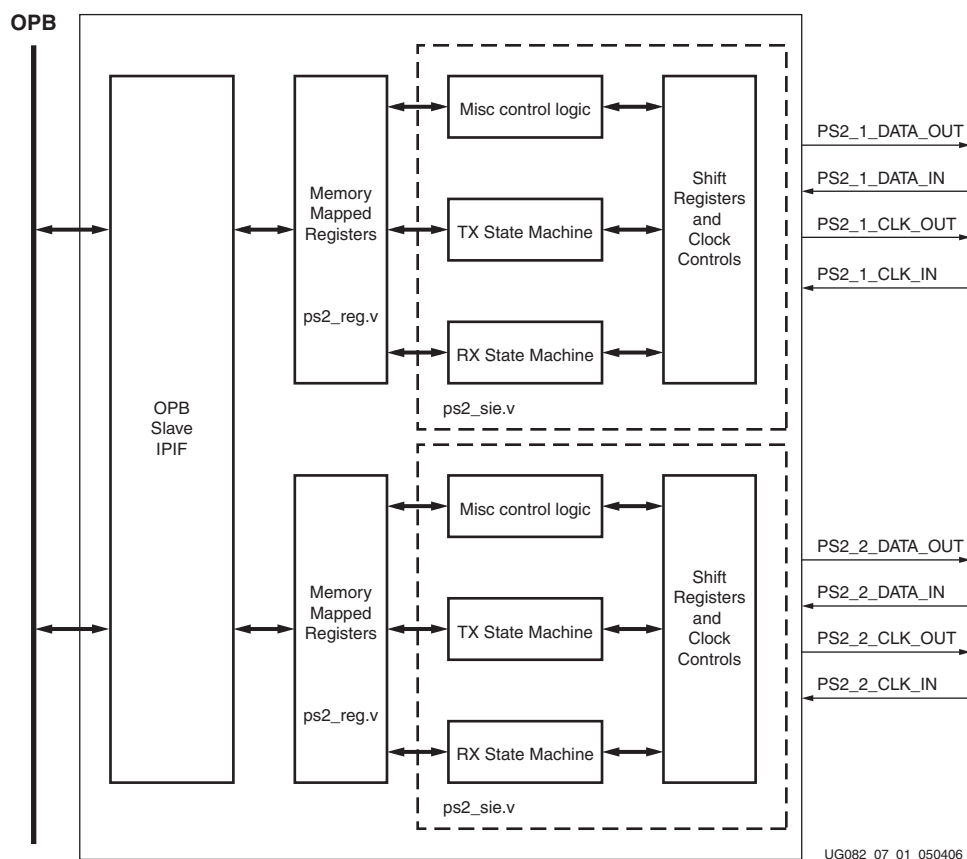 OPB
Misc control logic
PS2_1_DATA_OUT
PS2_1_DATA_IN
PS2_1_CLK_OUT
PS2_1_CLK_IN
Memory
Mapped
Registers
TX State Machine
Shift
Registers
and
Clock
Controls
ps2_reg.v
RX State Machine
ps2_sie.v
OPB
Slave
IPIF
Misc control logic
PS2_2_DATA_OUT
PS2_2_DATA_IN
PS2_2_CLK_OUT
PS2_2_CLK_IN
Memory
Mapped
Registers
TX State Machine
Shift
Registers
and
Clock
Controls
ps2_reg.v
RX State Machine
ps2_sie.v
UG082_07_01_050406